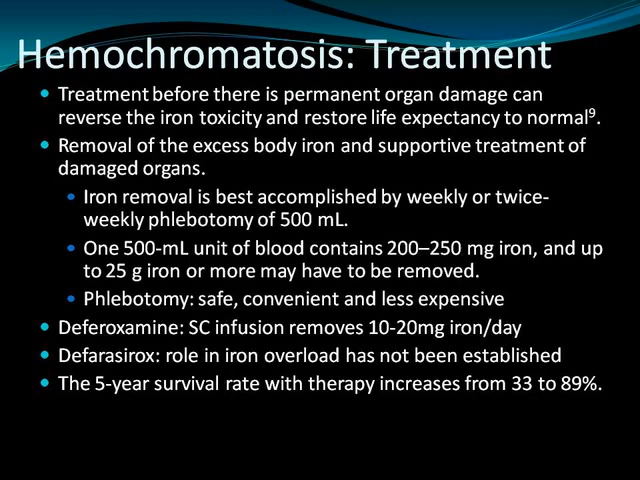 Hemochromatosis: Treatment
• Treatment before there is permanent organ damage can
reverse the iron toxicity and restore life expectancy to normal⁹.
• Removal of the excess body iron and supportive treatment of
damaged organs.
• Iron removal is best accomplished by weekly or twice-
weekly phlebotomy of 500 mL.
• One 500-mL unit of blood contains 200–250 mg iron, and up
to 25 g iron or more may have to be removed.
• Phlebotomy: safe, convenient and less expensive
• Deferoxamine: SC infusion removes 10-20mg iron/day
• Defarasirox: role in iron overload has not been established
• The 5-year survival rate with therapy increases from 33 to 89%.